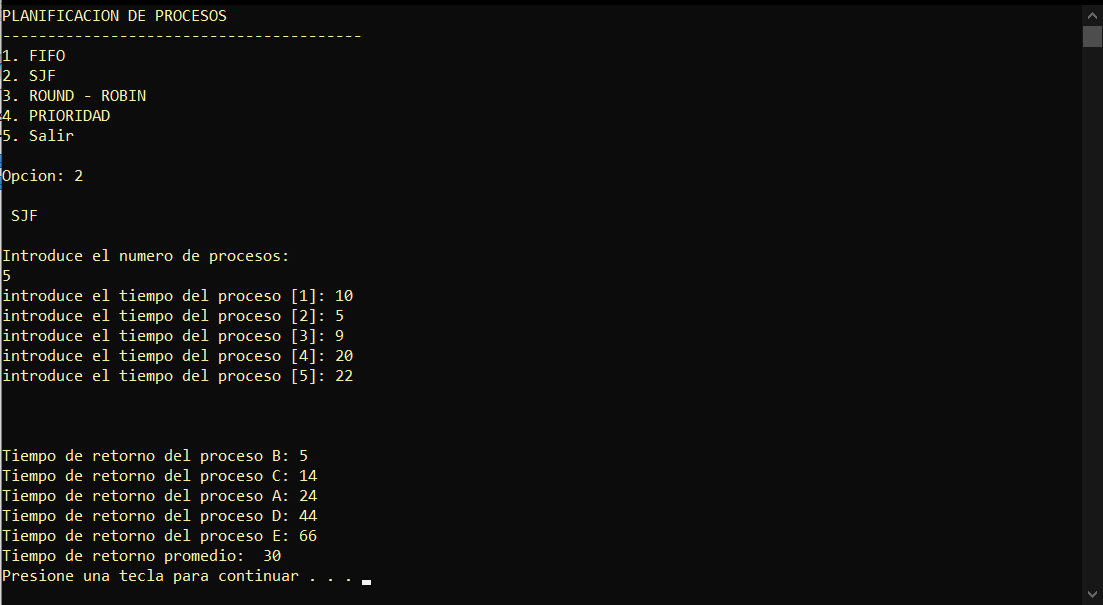 PLANIFICACION DE PROCESOS
----------------------------------------
1. FIFO
2. SJF
3. ROUND - ROBIN
4. PRIORIDAD
5. Salir
Opcion: 2
SJF
Introduce el numero de procesos:
5
introduce el tiempo del proceso [1]: 10
introduce el tiempo del proceso [2]: 5
introduce el tiempo del proceso [3]: 9
introduce el tiempo del proceso [4]: 20
introduce el tiempo del proceso [5]: 22
Tiempo de retorno del proceso B: 5
Tiempo de retorno del proceso C: 14
Tiempo de retorno del proceso A: 24
Tiempo de retorno del proceso D: 44
Tiempo de retorno del proceso E: 66
Tiempo de retorno promedio:  30
Presione una tecla para continuar . . .